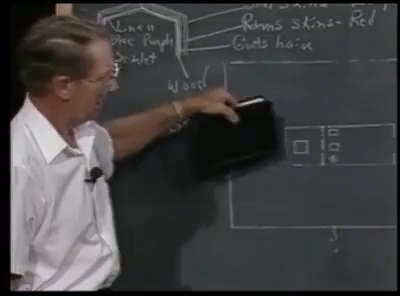 Rams skins- Red
Linen
Blue Purple
Goats hair
Scarlet
Wood